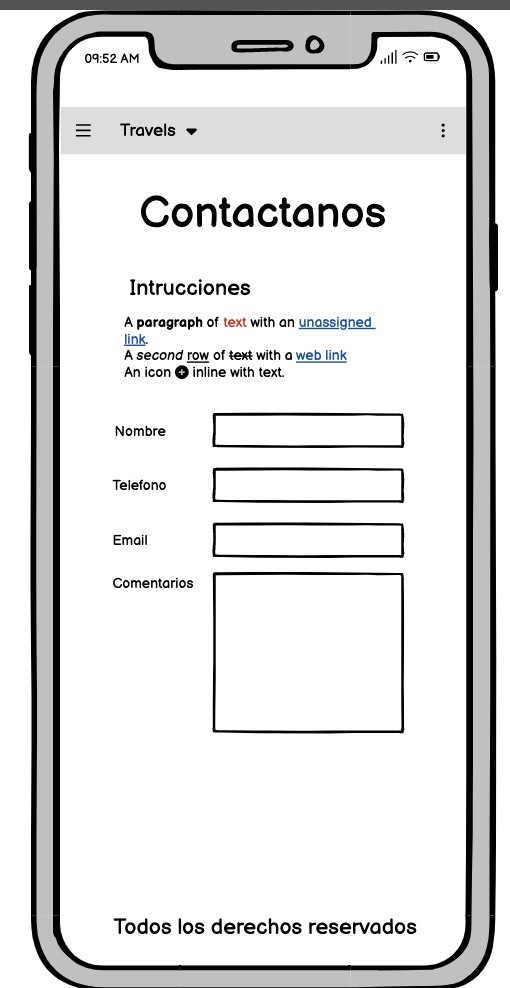 09:52 AM
Travels
Contactanos
Intrucciones
A paragraph of text with an unassigned
link.
A second row of text with a web link
An icon inline with text.
Nombre
Telefono
Email
Comentarios
Todos los derechos reservados